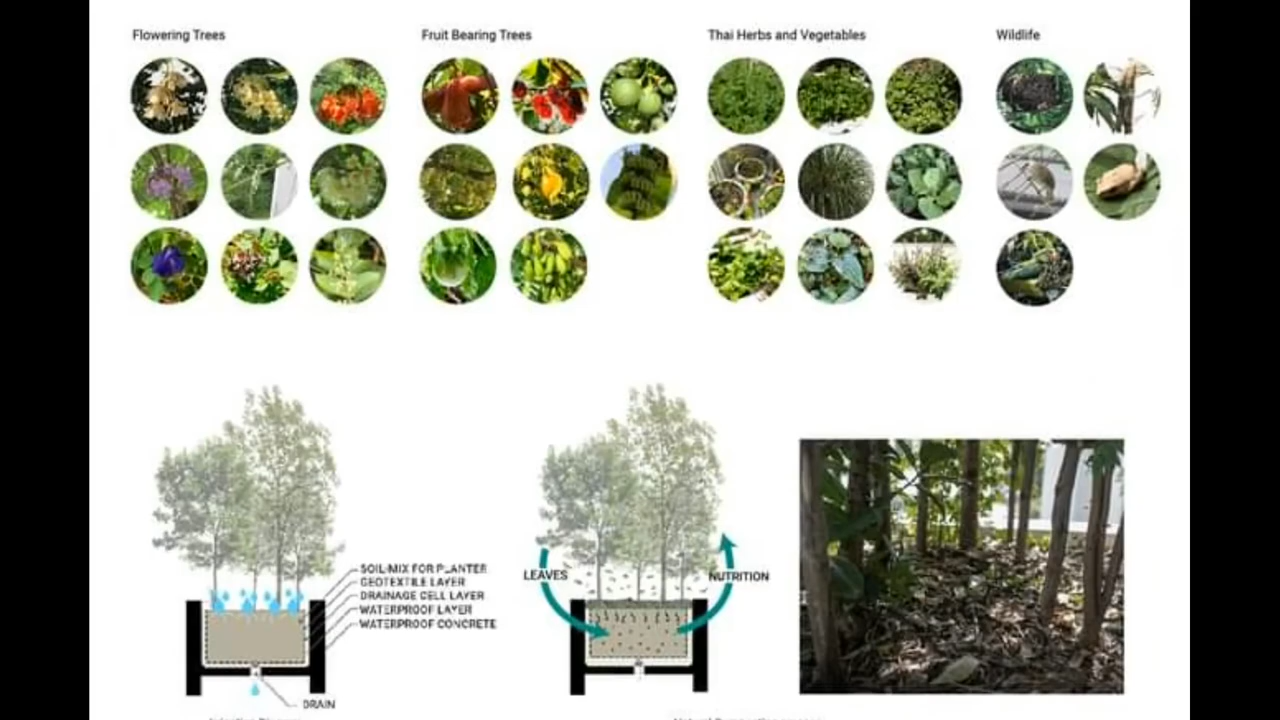 Flowering Trees
Fruit Bearing Trees
Thai Herbs and Vegetables
Wildlife
SOIL-MIX FOR PLANTER
GEOTEXTILE LAYER
DRAINAGE CELL LAYER
WATERPROOF LAYER
WATERPROOF CONCRETE
DRAIN
LEAVES
NUTRITION